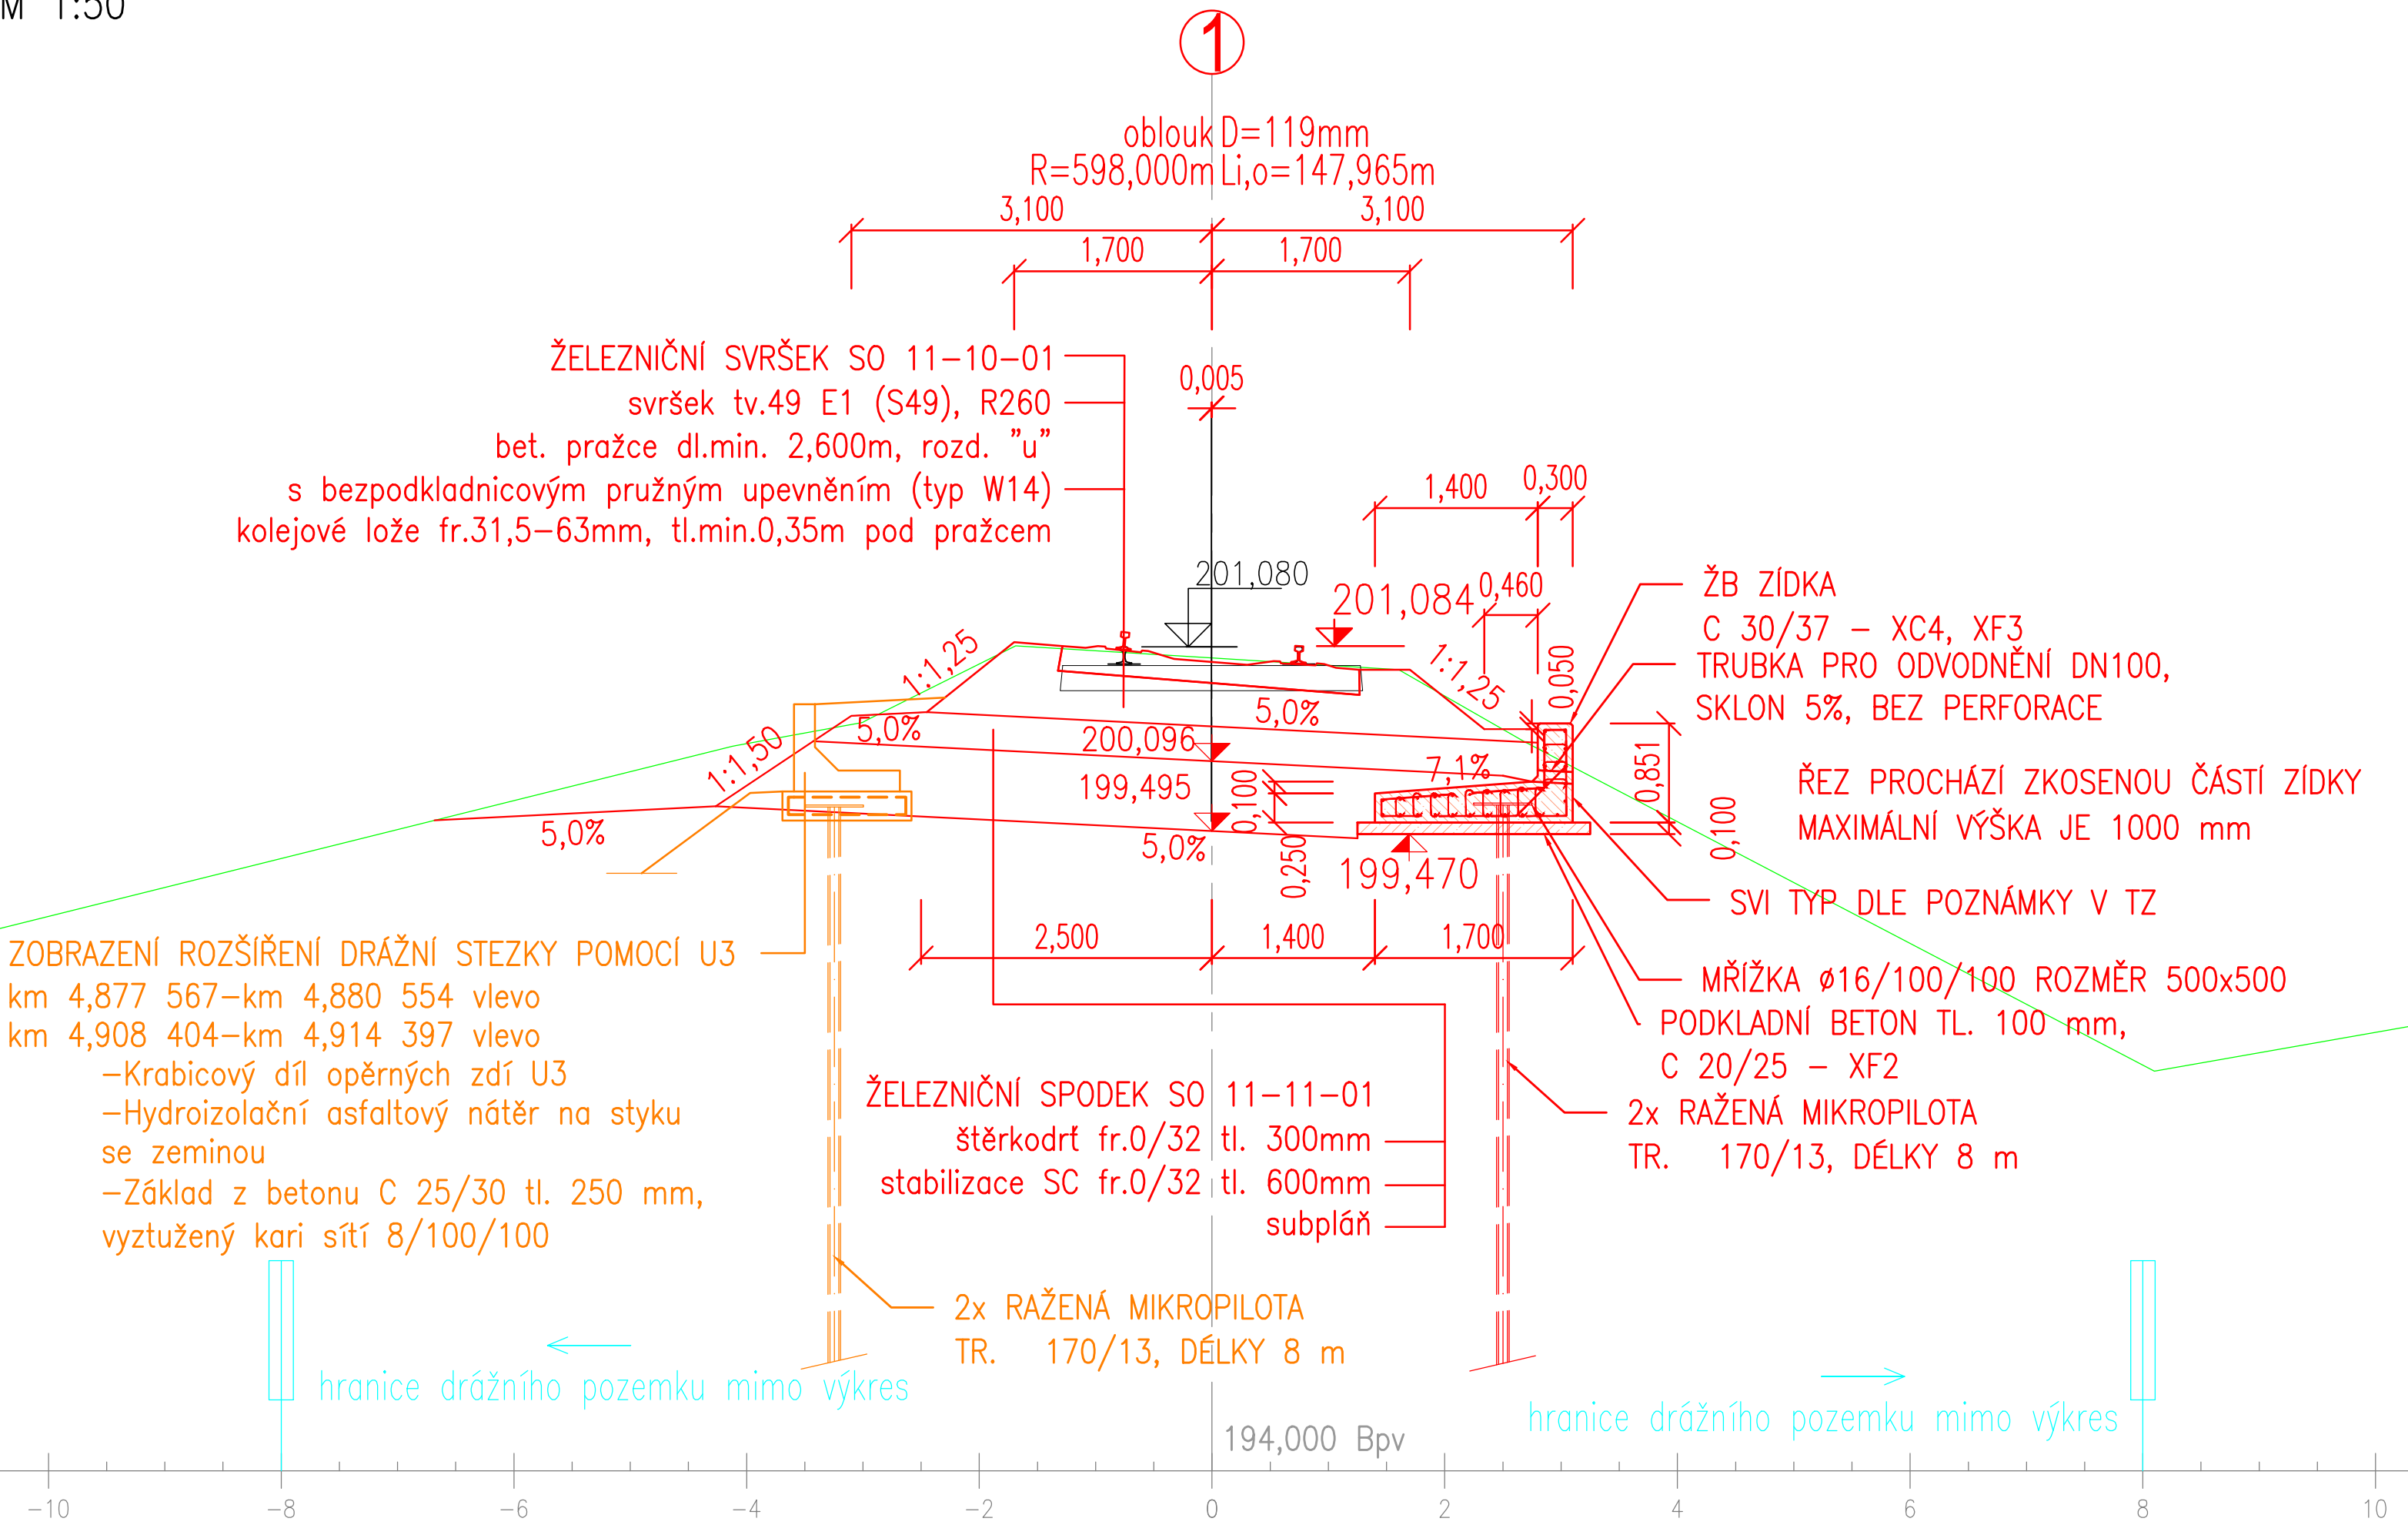 M 1:50
1
oblouk D=119mm
R=598,000m Li,o=147,965m
3,100 3,100
1,700 1,700
ŽELEZNIČNÍ SVRŠEK SO 11-10-01
svršek tv.49 E1 (S49), R260
bet. pražce dl.min. 2,600m, rozd. "u"
s bezpodkladnicovým pružným upevněním (typ W14)
kolejové lože fr.31,5-63mm, tl.min.0,35m pod pražcem
0,005
1,400 0,300
201,080
201,084
0,460
1:1,25
1:1,25
0,050
5,0%
5,0%
1:1,50
200,096
199,495
7,1%
0,100
0,851
0,100
5,0%
5,0%
0,250
199,470
2,500 1,400 1,700
ŽB ZÍDKA
C 30/37 - XC4, XF3
TRUBKA PRO ODVODNĚNÍ DN100,
SKLON 5%, BEZ PERFORACE
ŘEZ PROCHÁZÍ ZKOSENOU ČÁSTÍ ZÍDKY
MAXIMÁLNÍ VÝŠKA JE 1000 mm
SVI TYP DLE POZNÁMKY V TZ
MŘÍŽKA ø16/100/100 ROZMĚR 500x500
PODKLADNÍ BETON TL. 100 mm,
C 20/25 - XF2
2x RAŽENÁ MIKROPILOTA
TR. 170/13, DÉLKY 8 m
ZOBRAZENÍ ROZŠÍŘENÍ DRÁŽNÍ STEZKY POMOCÍ U3
km 4,877 567-km 4,880 554 vlevo
km 4,908 404-km 4,914 397 vlevo
-Krabicový díl opěrných zdí U3
-Hydroizolační asfaltový nátěr na styku
se zeminou
-Základ z betonu C 25/30 tl. 250 mm,
vyztužený kari sítí 8/100/100
ŽELEZNIČNÍ SPODEK SO 11-11-01
štěrkodrť fr.0/32 tl. 300mm
stabilizace SC fr.0/32 tl. 600mm
subpláň
2x RAŽENÁ MIKROPILOTA
TR. 170/13, DÉLKY 8 m
hranice drážního pozemku mimo výkres
hranice drážního pozemku mimo výkres
194,000 Bpv
-10 -8 -6 -4 -2 0 2 4 6 8 10